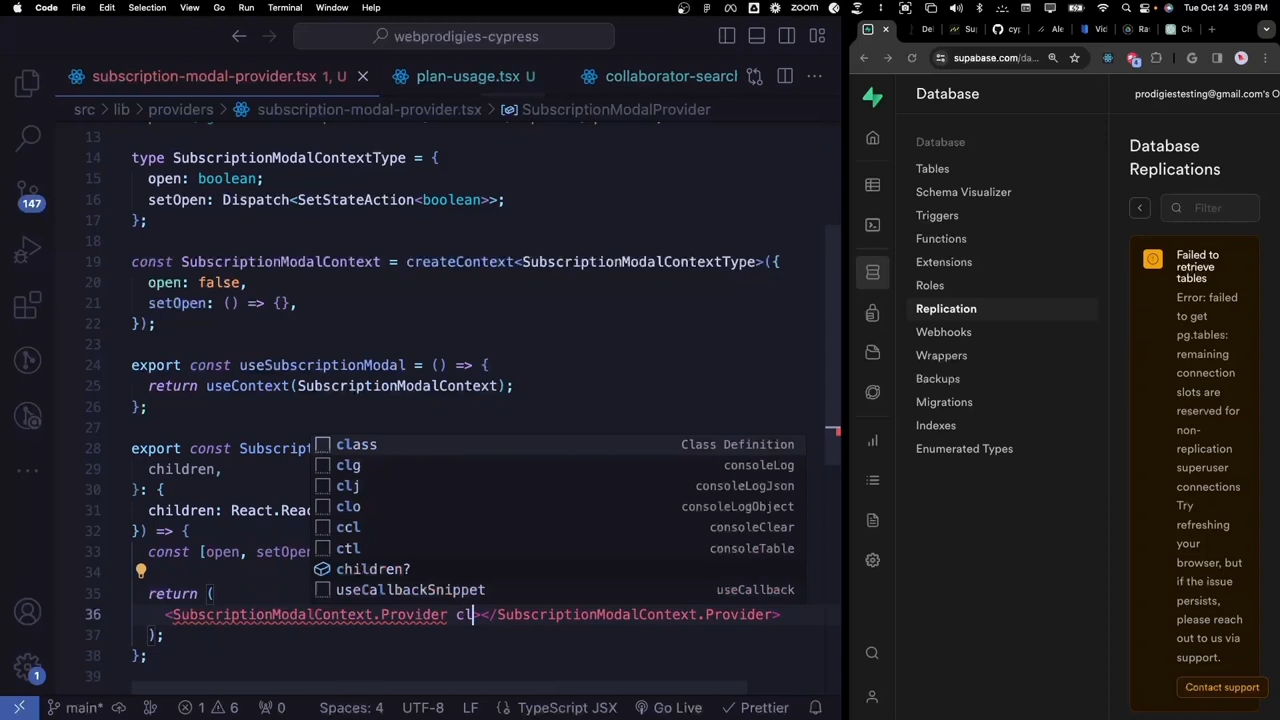 Code File Edit Selection View Go Run Terminal Window Help
zoom
Tue Oct 24 3:09 PM
webprodigies-cypress
subscription-modal-provider.tsx 1, U
plan-usage.tsx U
collaborator-search
src > lib > providers > subscription-modal-provider.tsx > SubscriptionModalProvider
13
14 type SubscriptionModalContextType = {
15 open: boolean;
16 setOpen: Dispatch<SetStateAction<boolean>>;
17 };
18
19 const SubscriptionModalContext = createContext<SubscriptionModalContextType>({
20 open: false,
21 setOpen: () => {},
22 });
23
24 export const useSubscriptionModal = () => {
25 return useContext(SubscriptionModalContext);
26 };
27
28 export const Subscript
29 children,
30 }: {
31 children: React.Reac
32 }) => {
33 const [open, setOpen
34
35 return (
36 <SubscriptionModalContext.Provider cl></SubscriptionModalContext.Provider>
37 );
38 };
39
class Class Definition
clg consoleLog
clj consoleLogJson
clo consoleLogObject
ccl consoleClear
ctl consoleTable
children?
useCallbackSnippet useCallback
147
1
main* 1 6 0 Spaces: 4 UTF-8 LF {} TypeScript JSX Go Live Prettier
supabase.com/da...
4
Database
prodigiestesting@gmail.com's O
Database
Tables
Schema Visualizer
Triggers
Functions
Extensions
Roles
Replication
Webhooks
Wrappers
Backups
Migrations
Indexes
Enumerated Types
Database
Replications
Filter
Failed to
retrieve
tables
Error: failed
to get
pg.tables:
remaining
connection
slots are
reserved for
non-
replication
superuser
connections
Try
refreshing
your
browser, but
if the issue
persists,
please reach
out to us via
support.
Contact support